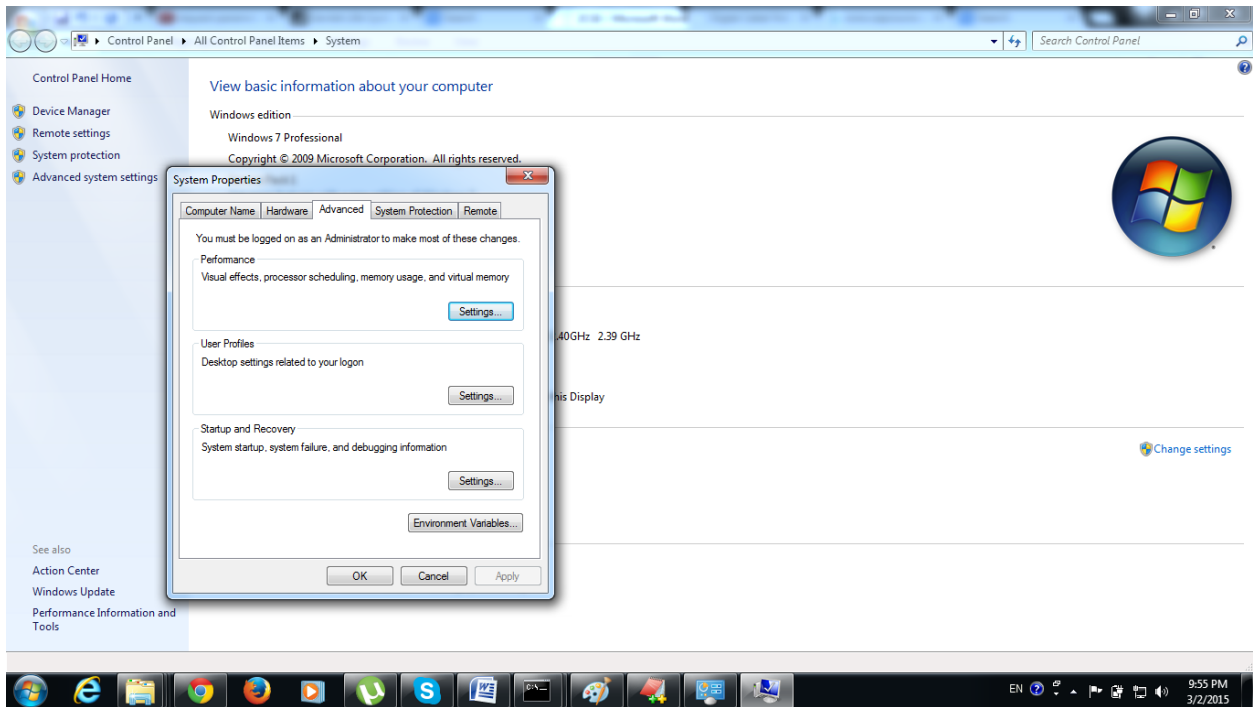 Control Panel ▸ All Control Panel Items ▸ System
Search Control Panel
Control Panel Home
Device Manager
Remote settings
System protection
Advanced system settings
View basic information about your computer
Windows edition
Windows 7 Professional
Copyright © 2009 Microsoft Corporation. All rights reserved.
System Properties
Computer Name
Hardware
Advanced
System Protection
Remote
You must be logged on as an Administrator to make most of these changes.
Performance
Visual effects, processor scheduling, memory usage, and virtual memory
Settings...
User Profiles
Desktop settings related to your logon
Settings...
Startup and Recovery
System startup, system failure, and debugging information
Settings...
Environment Variables...
OK
Cancel
Apply
.40GHz 2.39 GHz
his Display
Change settings
See also
Action Center
Windows Update
Performance Information and
Tools
EN
9:55 PM
3/2/2015